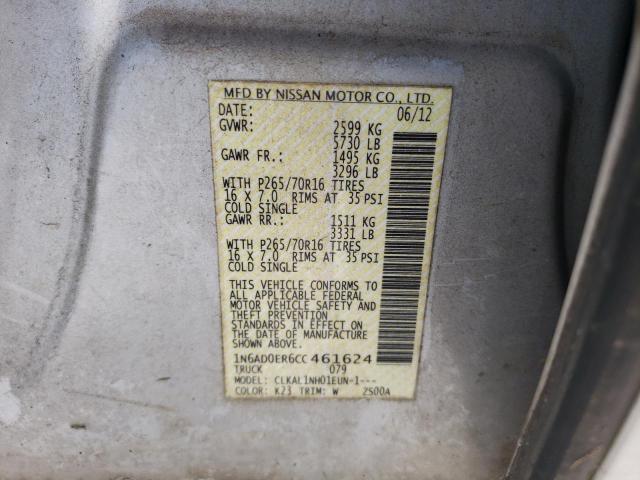 MFD BY NISSAN MOTOR CO., LTD.
DATE: 06/12
GVWR: 2599 KG
5730 LB
GAWR FR.: 1495 KG
3296 LB
WITH P265/70R16 TIRES
16 X 7.0 RIMS AT 35 PSI
COLD SINGLE
GAWR RR.: 1511 KG
3331 LB
WITH P265/70R16 TIRES
16 X 7.0 RIMS AT 35 PSI
COLD SINGLE
THIS VEHICLE CONFORMS TO
ALL APPLICABLE FEDERAL
MOTOR VEHICLE SAFETY AND
THEFT PREVENTION
STANDARDS IN EFFECT ON THE
DATE OF MANUFACTURE
SHOWN ABOVE.
1N6AD0ER6CC461624
TRUCK 079
MODEL: CLKAL1NH01EUN-1---
COLOR: K23 TRIM: W 2S00A